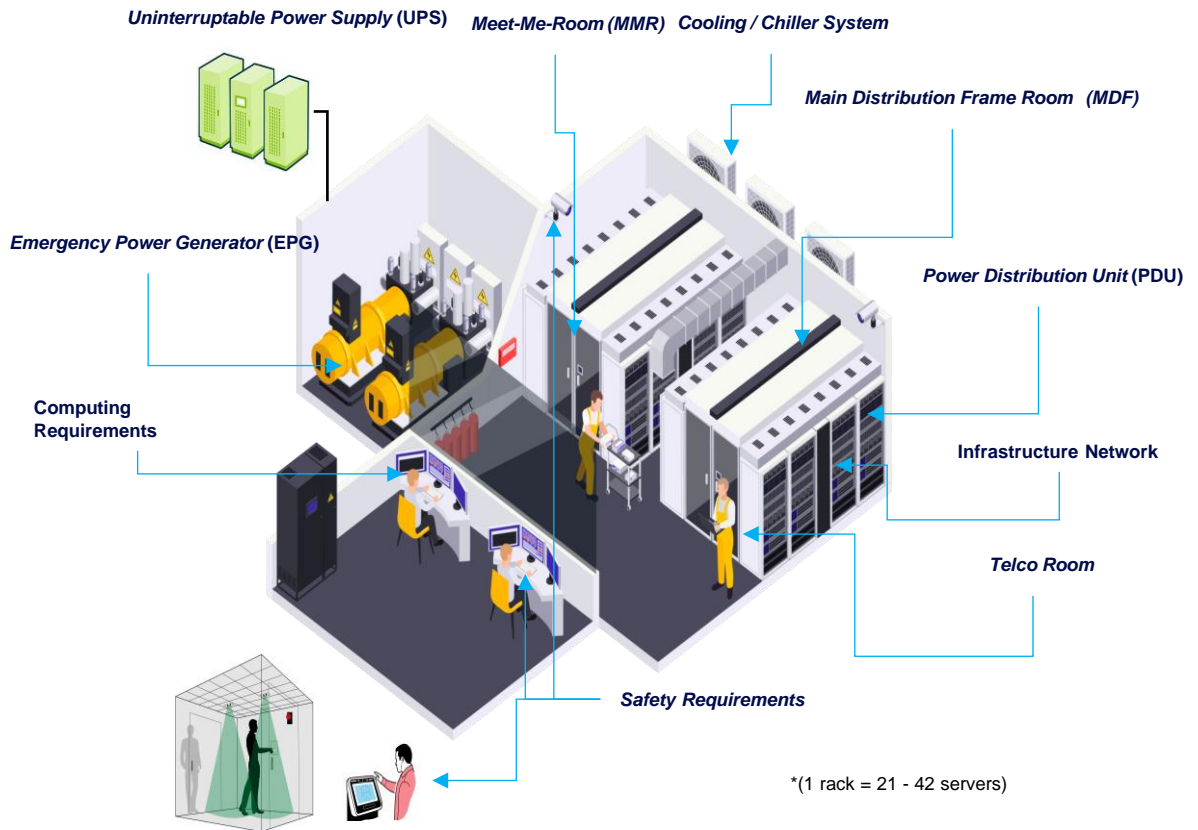 Uninterruptable Power Supply (UPS)
Meet-Me-Room (MMR)
Cooling / Chiller System
Main Distribution Frame Room (MDF)
Emergency Power Generator (EPG)
Power Distribution Unit (PDU)
Computing
Requirements
Infrastructure Network
Telco Room
Safety Requirements
*(1 rack = 21 - 42 servers)